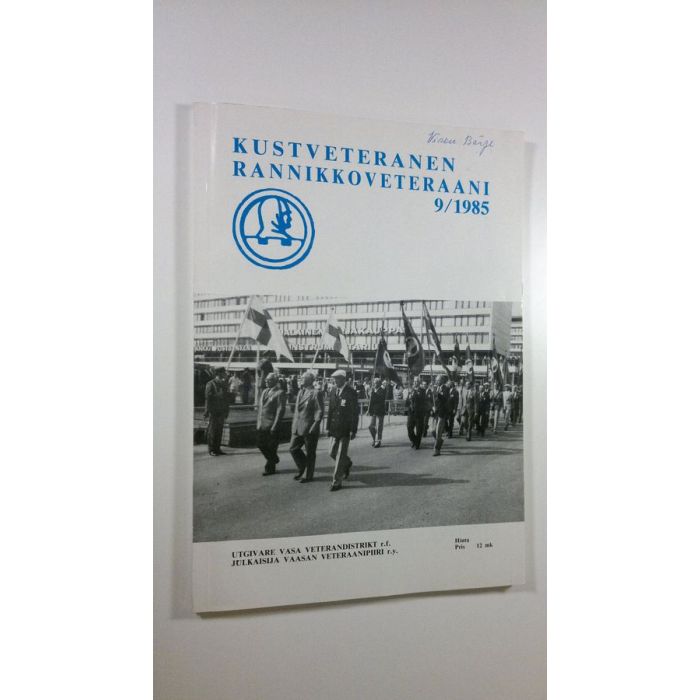 KUSTVETERANEN
RANNIKKOVETERAANI
9/1985
UTGIVARE VASA VETERANDISTRIKT r.f.
JULKAISIJA VAASAN VETERAANIPIIRI r.y.
Hinta
Pris 12 mk